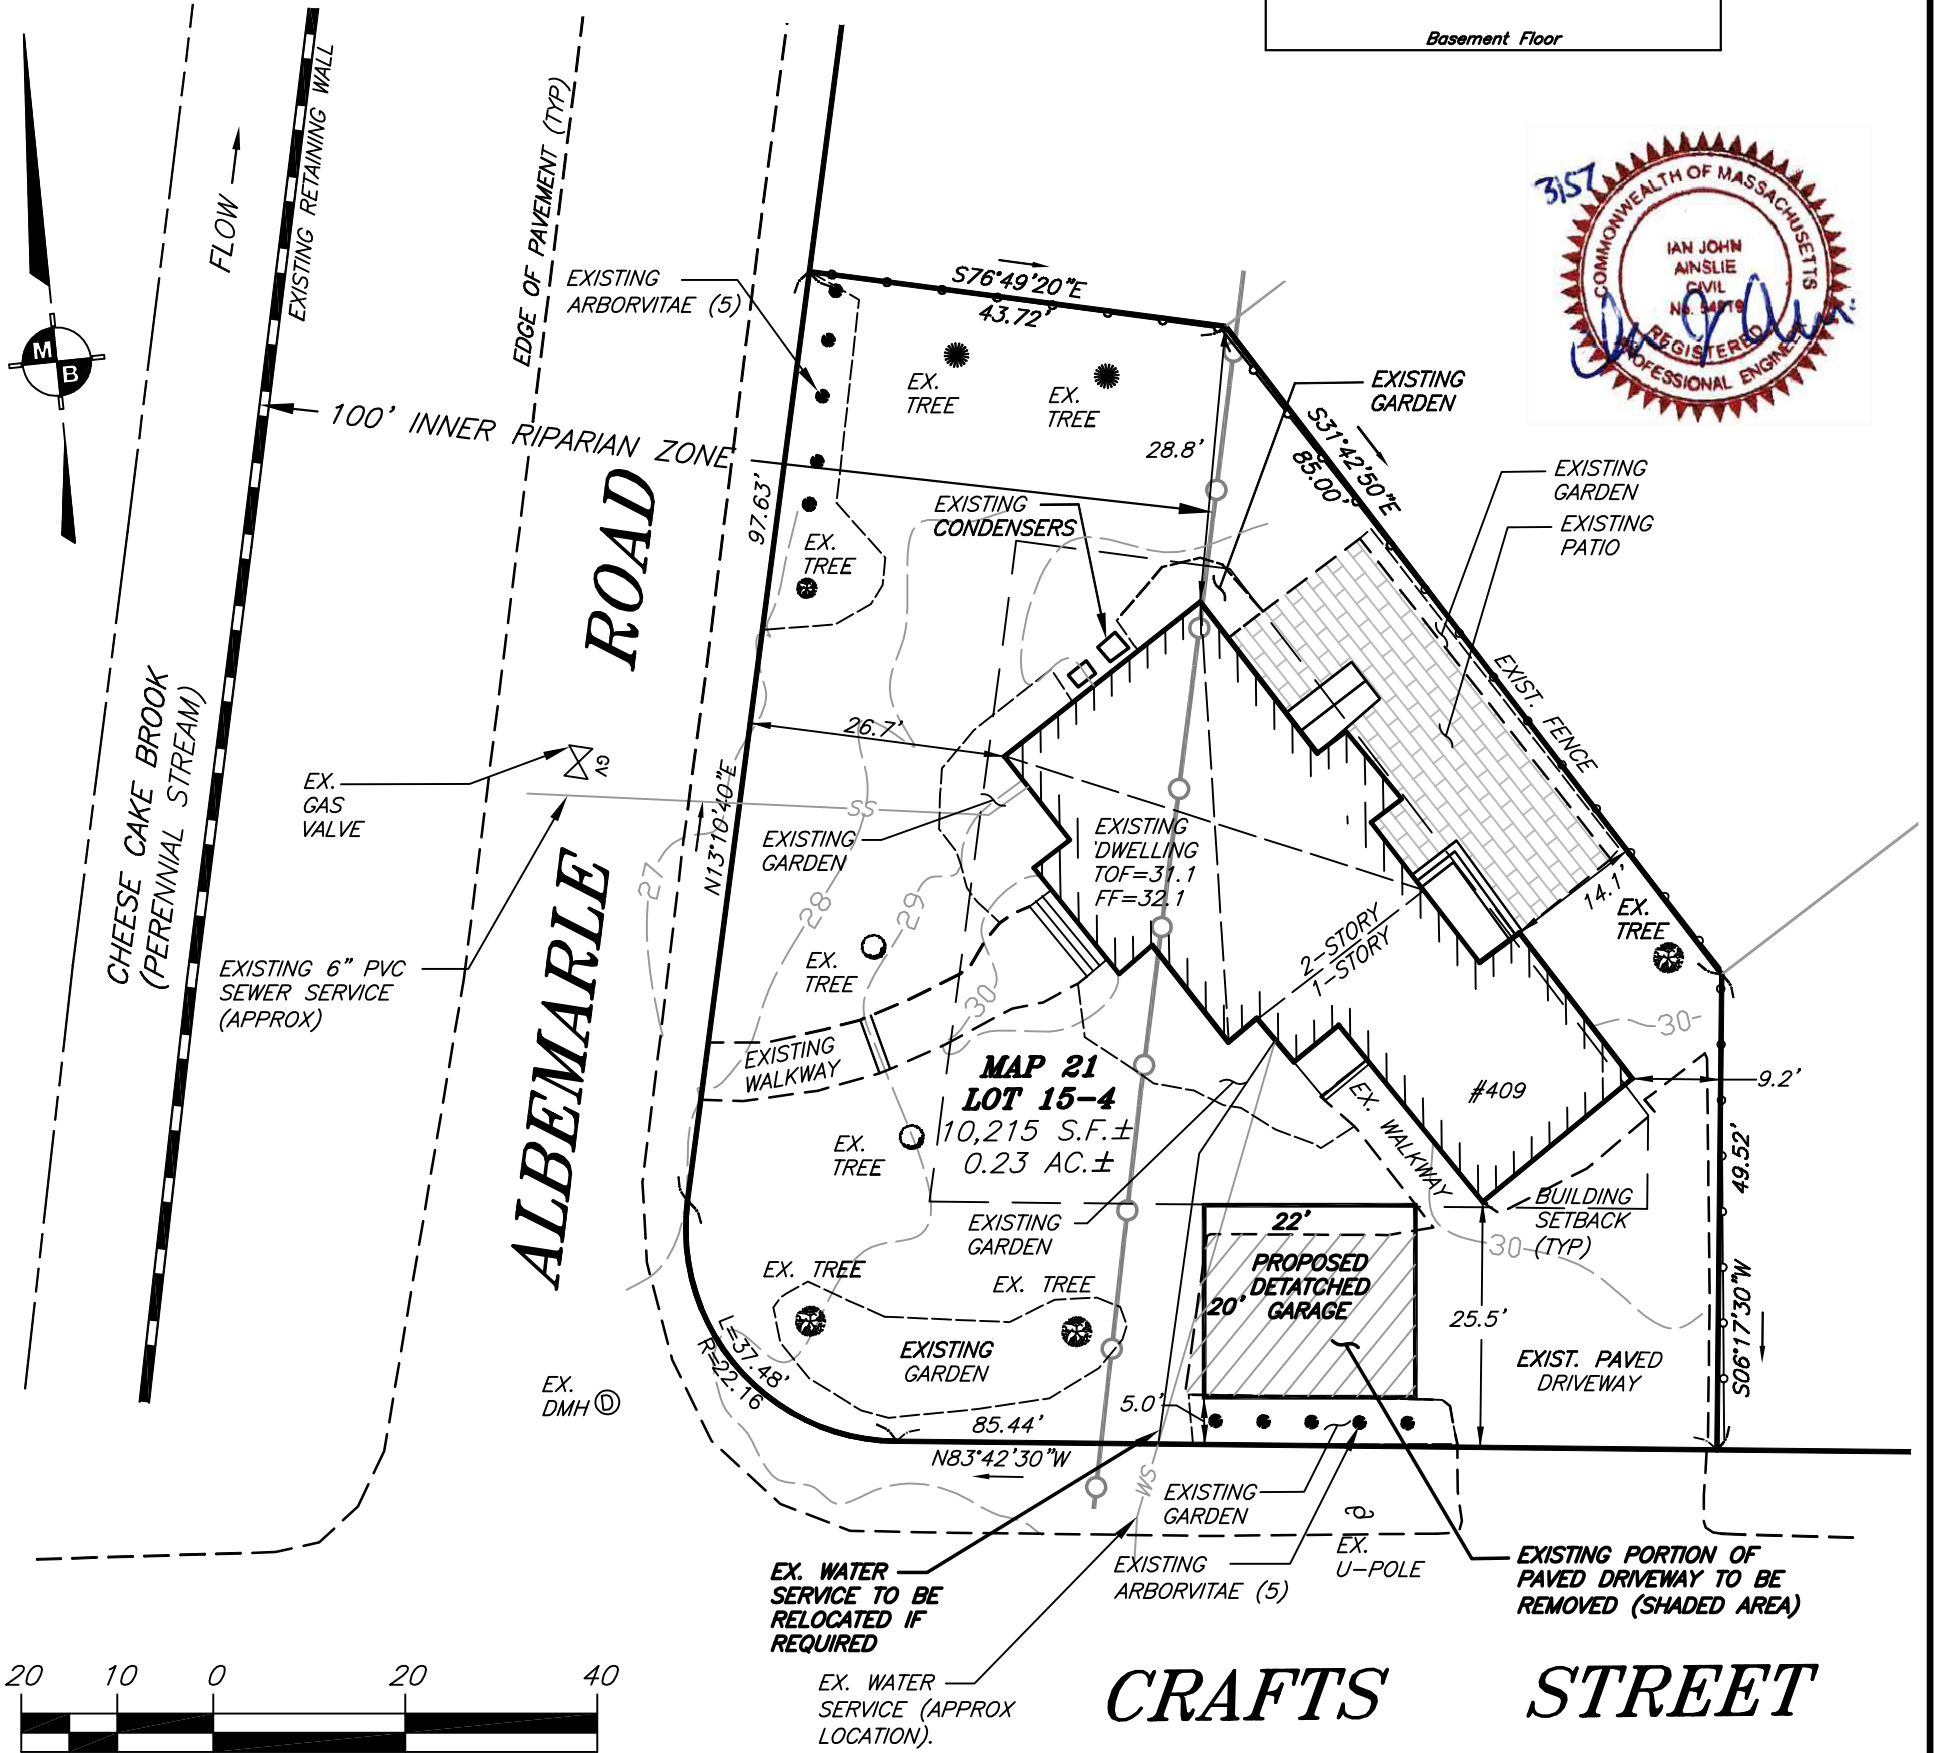 Basement Floor
3157
COMMONWEALTH OF MASSACHUSETTS
IAN JOHN
AINSLIE
CIVIL
REGISTERED
PROFESSIONAL ENGINEER
FLOW
EXISTING RETAINING WALL
EDGE OF PAVEMENT (TYP)
M
B
EXISTING
ARBORVITAE (5)
S76°49'20"E
43.72'
EX.
TREE
EX.
TREE
EXISTING
GARDEN
100' INNER RIPARIAN ZONE
28.8'
S31°42'50"E
85.00'
EXISTING
GARDEN
EXISTING
PATIO
97.63'
EXISTING
CONDENSERS
EX.
TREE
ALBEMARLE ROAD
CHEESE CAKE BROOK
(PERENNIAL STREAM)
26.7'
EXIST. FENCE
EX.
GAS
VALVE
GV
SS
N13°10'40"E
EXISTING
GARDEN
EXISTING
DWELLING
TOF=31.1
FF=32.1
27
28
29
30
14.1'
EX.
TREE
2-STORY
1-STORY
EXISTING 6" PVC
SEWER SERVICE
(APPROX)
EX.
TREE
30
EXISTING
WALKWAY
MAP 21
LOT 15-4
10,215 S.F.±
0.23 AC.±
#409
9.2'
EX. WALKWAY
EX.
TREE
49.52'
S06°17'30"W
BUILDING
SETBACK
(TYP)
EXISTING
GARDEN
30
22'
PROPOSED
DETATCHED
GARAGE
20'
25.5'
EX. TREE
EX. TREE
EXISTING
GARDEN
L=37.48'
R=22.16
EXIST. PAVED
DRIVEWAY
EX.
DMH D
5.0'
85.44'
N83°42'30"W
WS
EXISTING
GARDEN
EXISTING
ARBORVITAE (5)
EX.
U-POLE
EX. WATER
SERVICE TO BE
RELOCATED IF
REQUIRED
EXISTING PORTION OF
PAVED DRIVEWAY TO BE
REMOVED (SHADED AREA)
EX. WATER
SERVICE (APPROX
LOCATION).
CRAFTS STREET
20 10 0 20 40